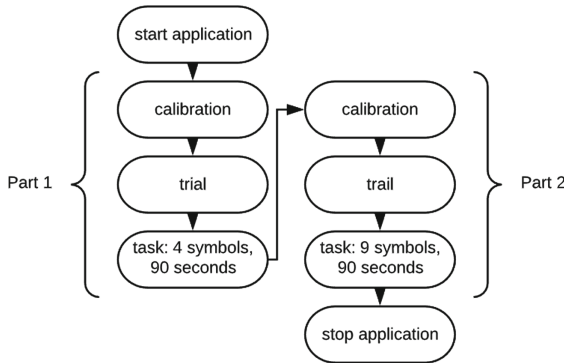 start application
Part 1
calibration
trial
task: 4 symbols,
90 seconds
calibration
trail
task: 9 symbols,
90 seconds
Part 2
stop application